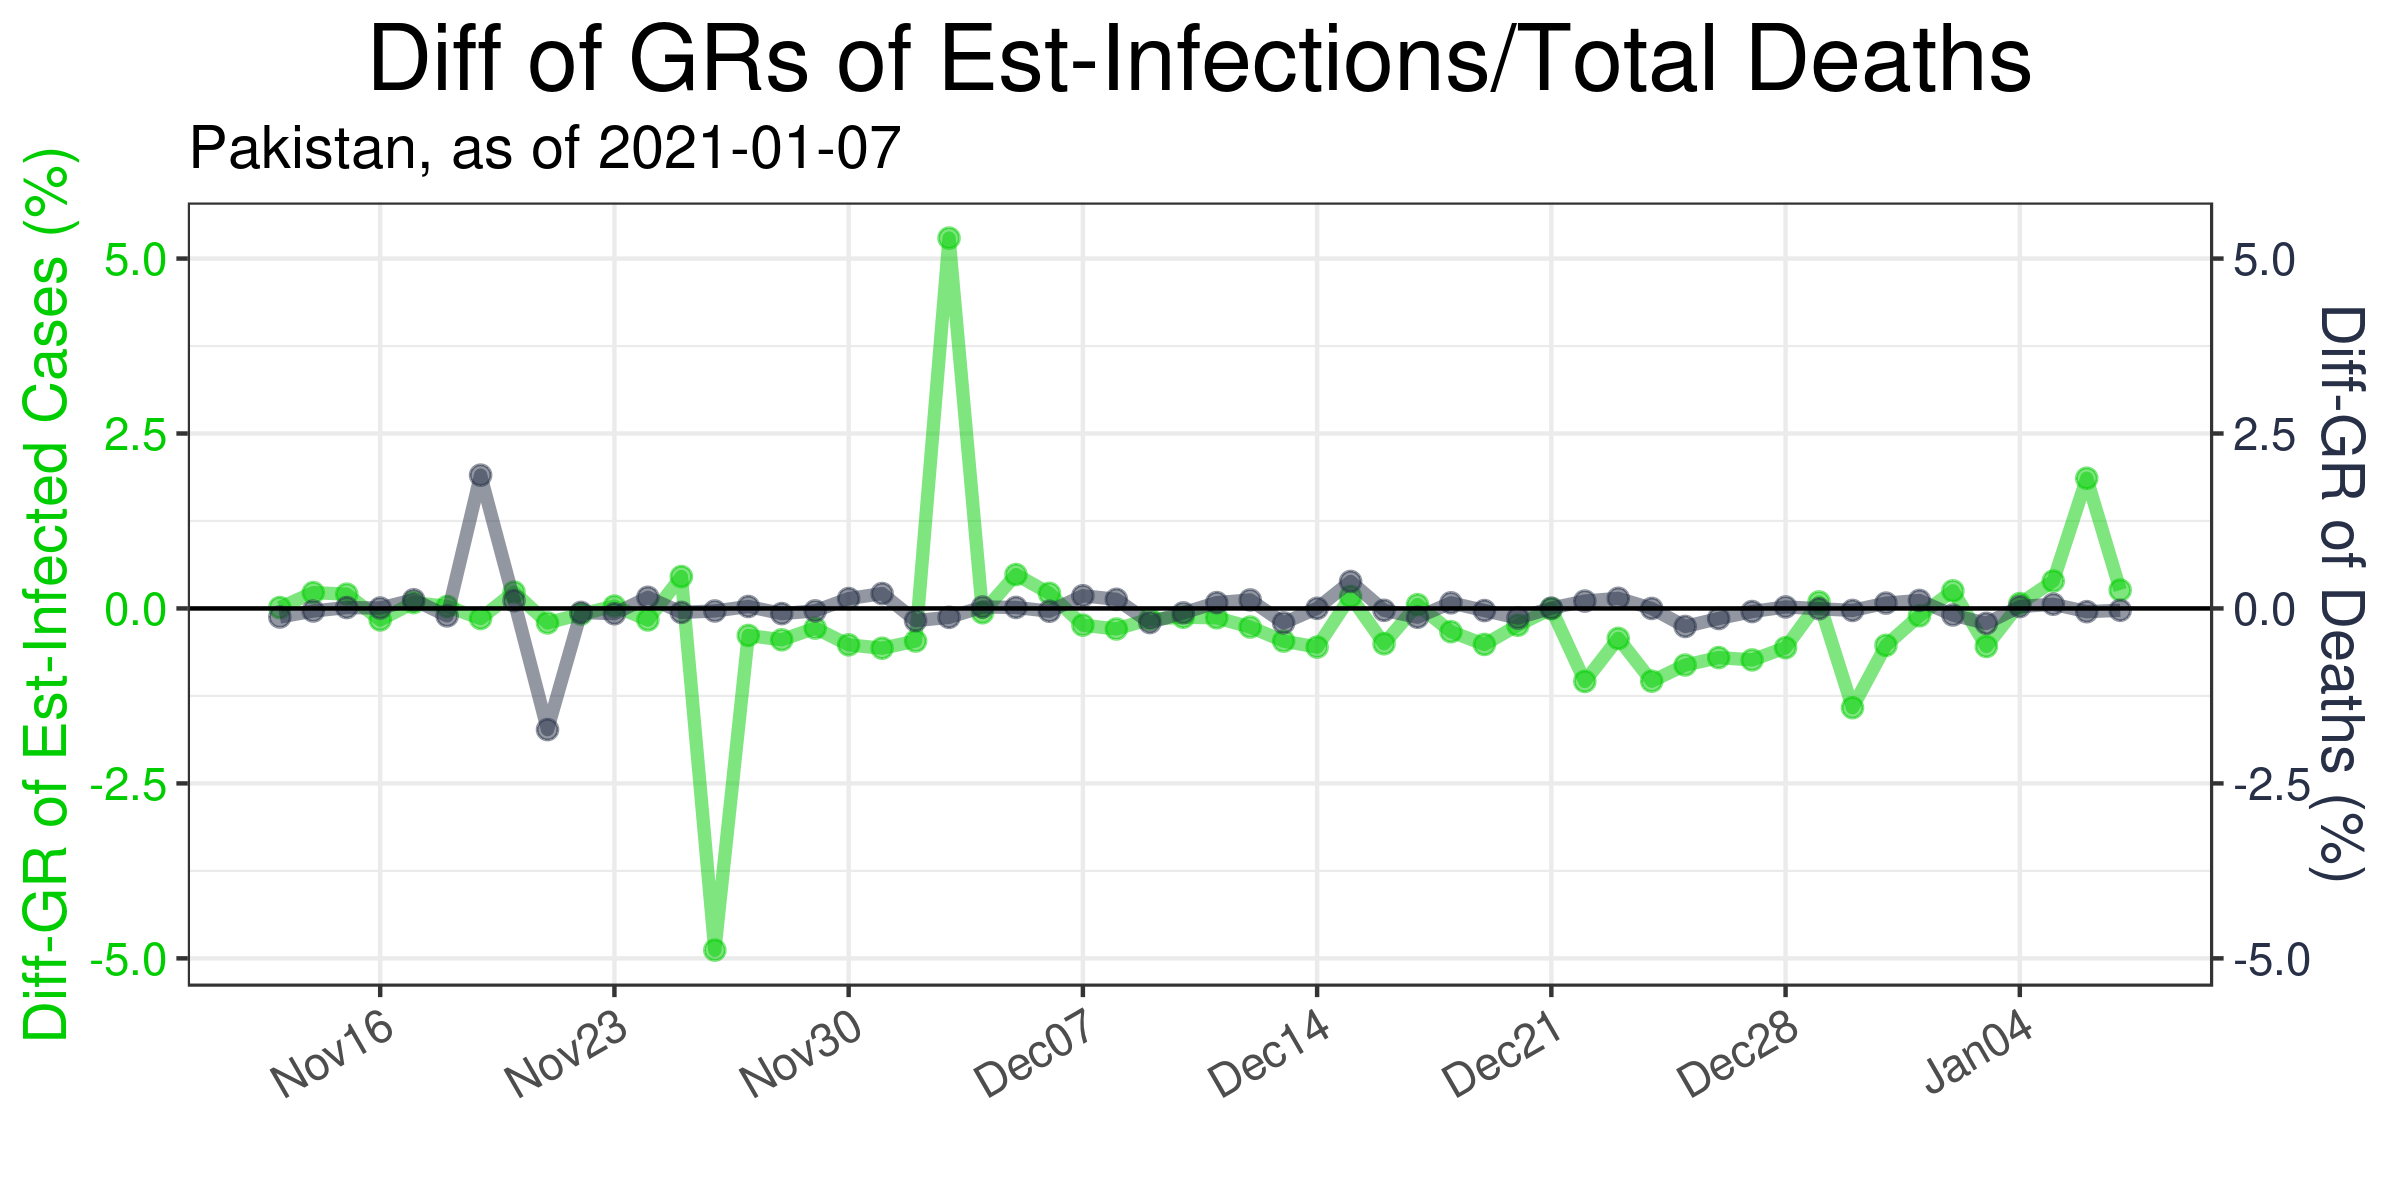 Diff of GRs of Est-Infections/Total Deaths
Pakistan, as of 2021-01-07
Diff-GR of Est-Infected Cases (%)
5.0
2.5
0.0
-2.5
-5.0
5.0
2.5
0.0
-2.5
-5.0
Diff-GR of Deaths (%)
Nov16
Nov23
Nov30
Dec07
Dec14
Dec21
Dec28
Jan04